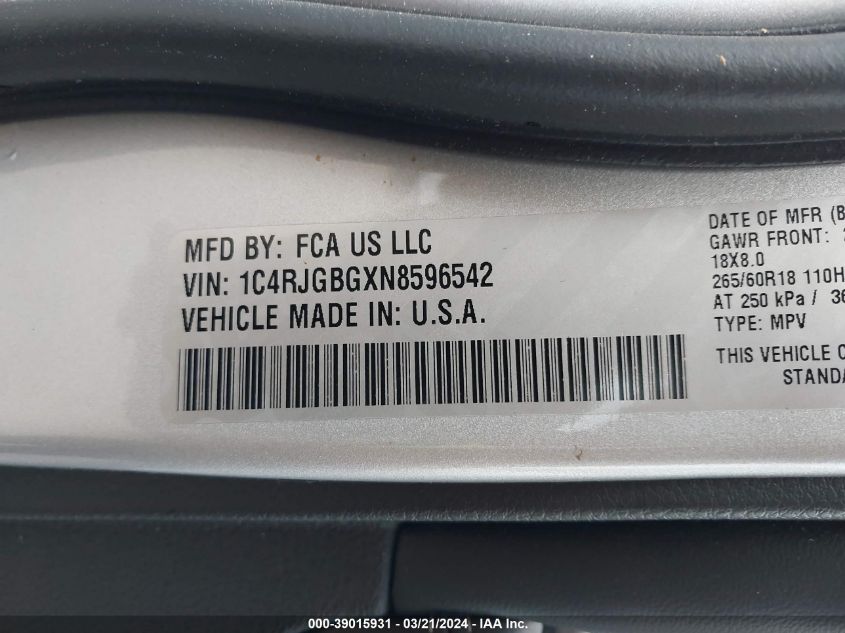 MFD BY: FCA US LLC
VIN: 1C4RJGBGXN8596542
VEHICLE MADE IN: U.S.A.
DATE OF MFR (B
GAWR FRONT:
18X8.0
265/60R18 110H
AT 250 kPa / 36
TYPE: MPV
THIS VEHICLE C
STANDA
000-39015931 - 03/21/2024 - IAA Inc.